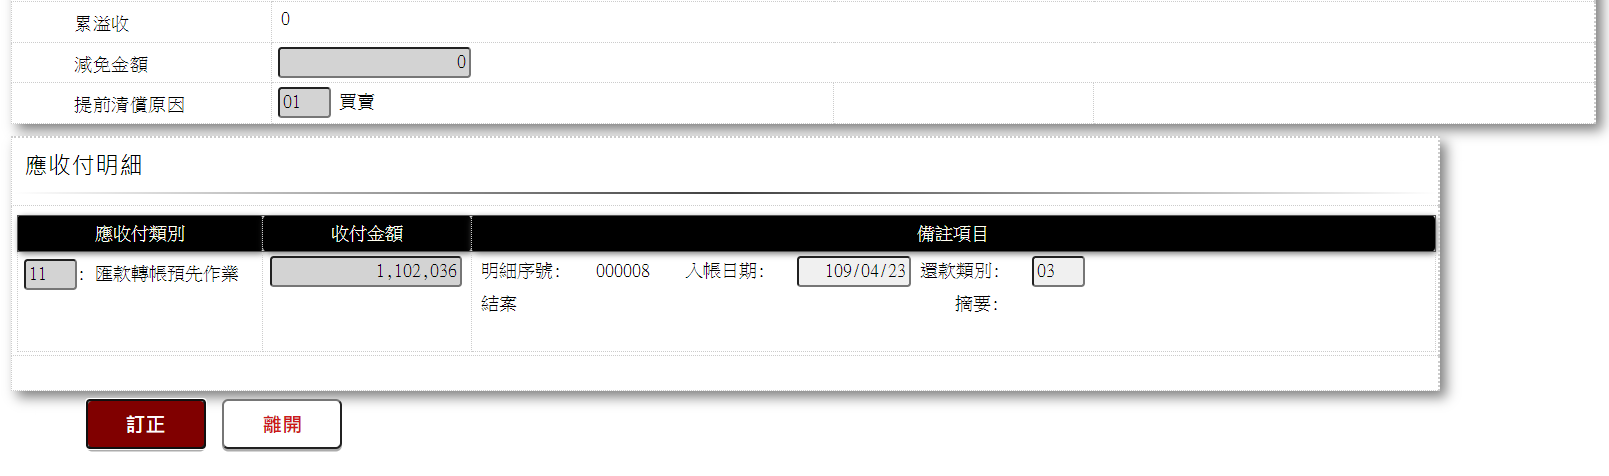 累溢收 0
減免金額 0
提前清償原因 01 買賣
應收付明細
應收付類別 收付金額 備註項目
11 : 匯款轉帳預先作業 1,102,036 明細序號: 000008 入帳日期: 109/04/23 還款類別: 03
結案 摘要:
訂正 離開